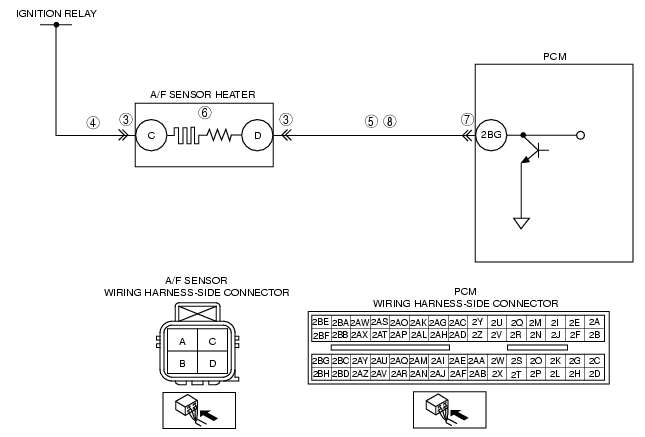 IGNITION RELAY
PCM
A/F SENSOR HEATER
④ ③ ⑥ ③ ⑤ ⑧ ⑦
C D 2BG
A/F SENSOR
WIRING HARNESS-SIDE CONNECTOR
A C
B D
PCM
WIRING HARNESS-SIDE CONNECTOR
2BE 2BA 2AW 2AS 2AO 2AK 2AG 2AC 2Y 2U 2Q 2M 2I 2E 2A
2BF 2BB 2AX 2AT 2AP 2AL 2AH 2AD 2Z 2V 2R 2N 2J 2F 2B
2BG 2BC 2AY 2AU 2AQ 2AM 2AI 2AE 2AA 2W 2S 2O 2K 2G 2C
2BH 2BD 2AZ 2AV 2AR 2AN 2AJ 2AF 2AB 2X 2T 2P 2L 2H 2D